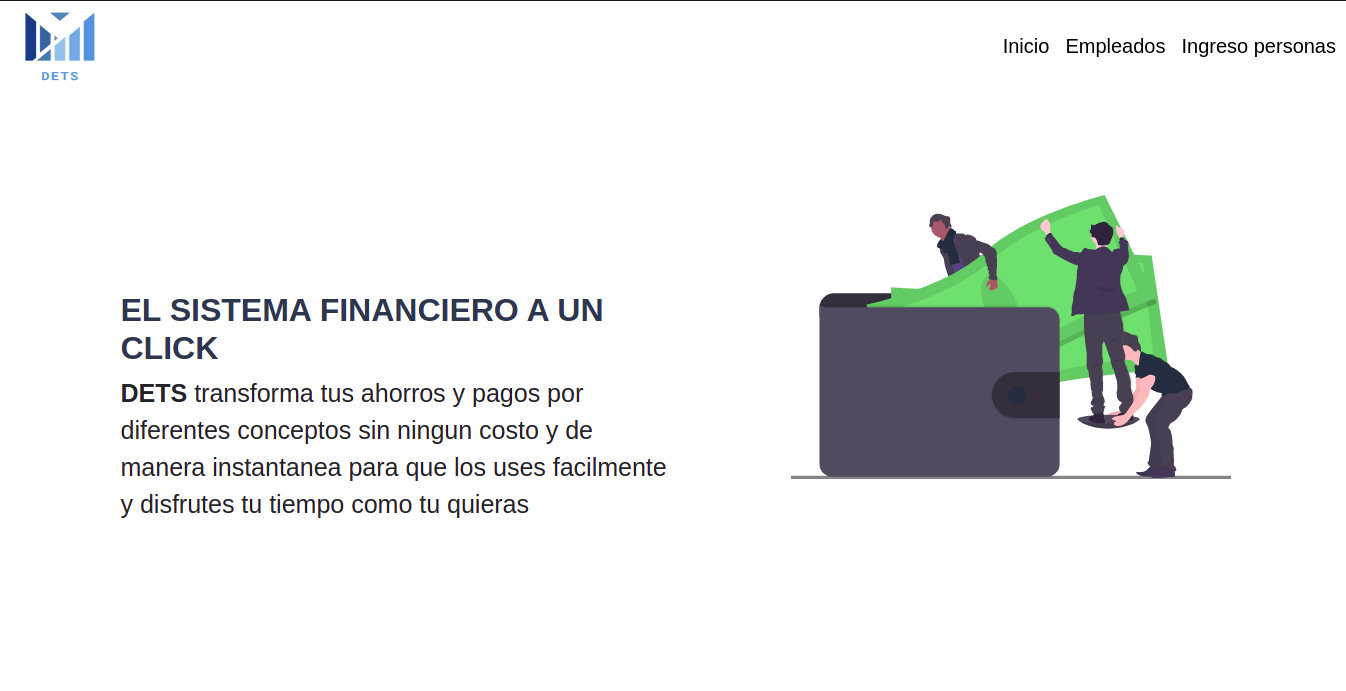 DETS
Inicio Empleados Ingreso personas
EL SISTEMA FINANCIERO A UN
CLICK
DETS transforma tus ahorros y pagos por
diferentes conceptos sin ningun costo y de
manera instantanea para que los uses facilmente
y disfrutes tu tiempo como tu quieras